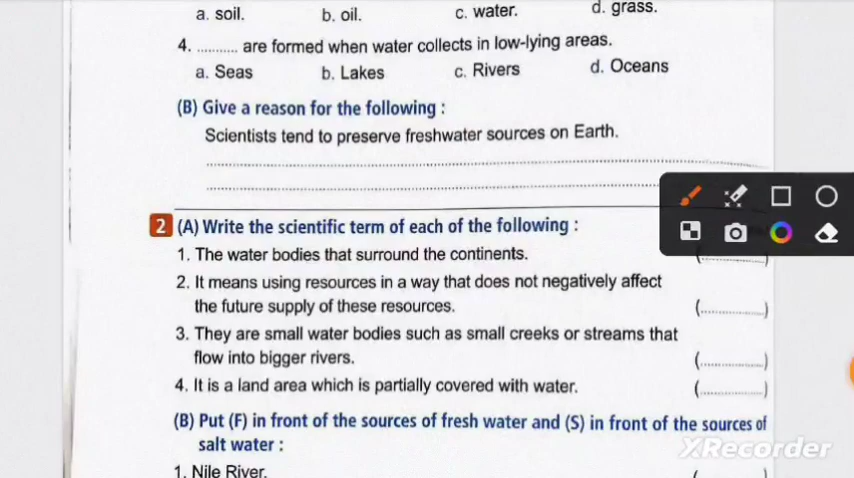 a. soil. b. oil. c. water. d. grass.
4. .......... are formed when water collects in low-lying areas.
a. Seas b. Lakes c. Rivers d. Oceans
(B) Give a reason for the following :
Scientists tend to preserve freshwater sources on Earth.
2 (A) Write the scientific term of each of the following :
1. The water bodies that surround the continents. (..............)
2. It means using resources in a way that does not negatively affect
the future supply of these resources. (..............)
3. They are small water bodies such as small creeks or streams that
flow into bigger rivers. (..............)
4. It is a land area which is partially covered with water. (..............)
(B) Put (F) in front of the sources of fresh water and (S) in front of the sources of
salt water :
XRecorder
1. Nile River. ( )